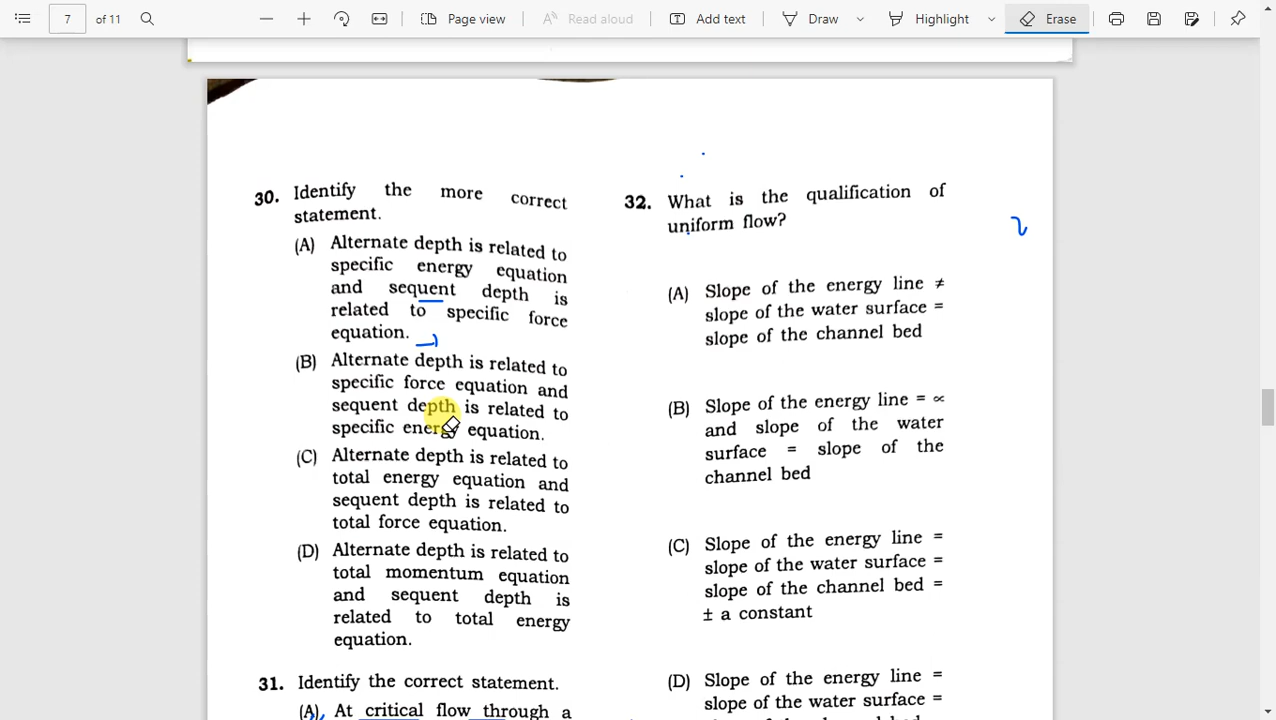 7 of 11 Page view Read aloud Add text Draw Highlight Erase
30. Identify the more correct
statement.
(A) Alternate depth is related to
specific energy equation
and sequent depth is
related to specific force
equation.
(B) Alternate depth is related to
specific force equation and
sequent depth is related to
specific energy equation.
(C) Alternate depth is related to
total energy equation and
sequent depth is related to
total force equation.
(D) Alternate depth is related to
total momentum equation
and sequent depth is
related to total energy
equation.
31. Identify the correct statement.
(A) At critical flow through a
32. What is the qualification of
uniform flow?
(A) Slope of the energy line ≠
slope of the water surface =
slope of the channel bed
(B) Slope of the energy line = ∝
and slope of the water
surface = slope of the
channel bed
(C) Slope of the energy line =
slope of the water surface =
slope of the channel bed =
± a constant
(D) Slope of the energy line =
slope of the water surface =